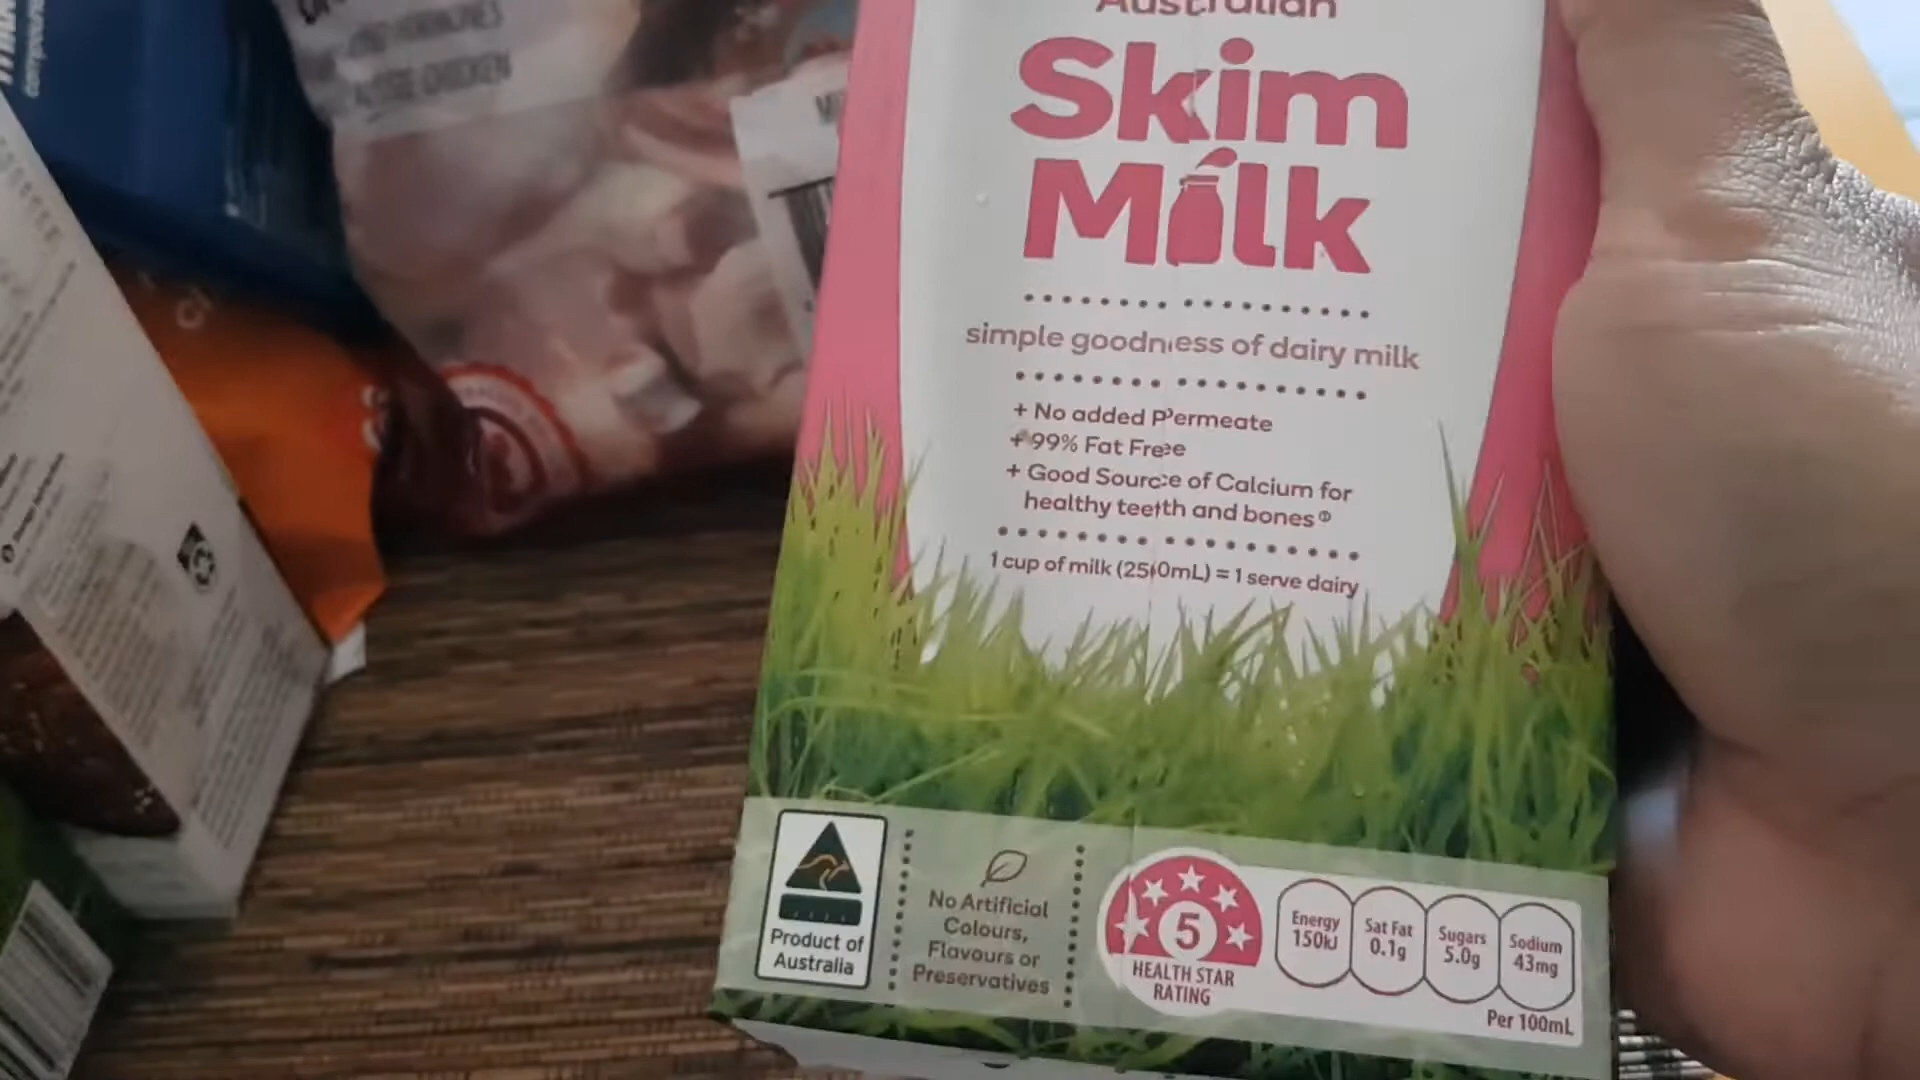 Australian
Skim
Milk
simple goodness of dairy milk
+ No added Permeate
+ 99% Fat Free
+ Good Source of Calcium for
healthy teeth and bones
1 cup of milk (250mL) = 1 serve dairy
Product of
Australia
No Artificial
Colours,
Flavours or
Preservatives
5
HEALTH STAR
RATING
Energy
150kJ
Sat Fat
0.1g
Sugars
5.0g
Sodium
43mg
Per 100mL